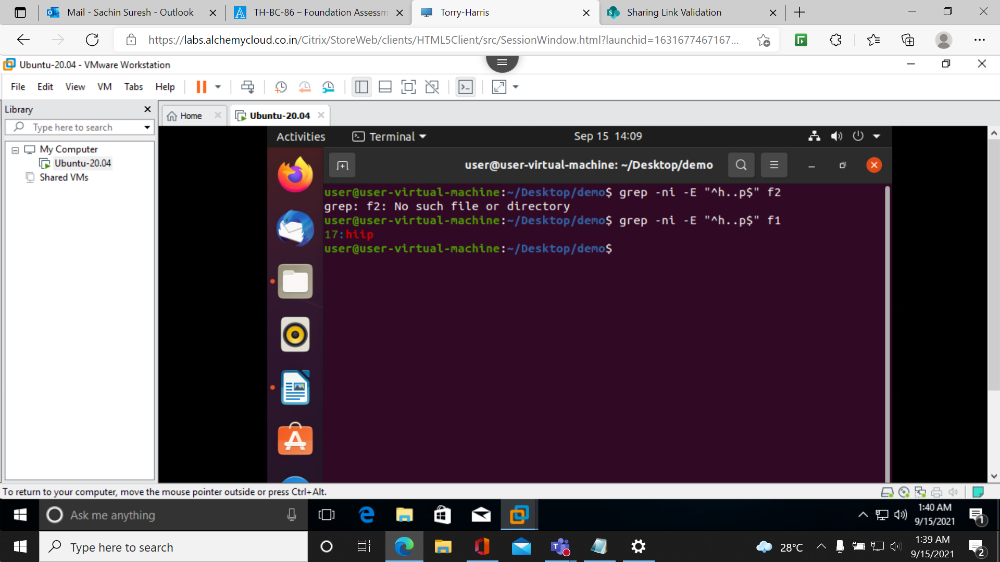 Mail - Sachin Suresh - Outlook
TH-BC-86 – Foundation Assessm
Torry-Harris
Sharing Link Validation
https://labs.alchemycloud.co.in/Citrix/StoreWeb/clients/HTML5Client/src/SessionWindow.html?launchid=1631677467167...
Ubuntu-20.04 - VMware Workstation
File Edit View VM Tabs Help
Library
Type here to search
My Computer
Ubuntu-20.04
Shared VMs
Home
Ubuntu-20.04
Activities
Terminal
Sep 15 14:09
user@user-virtual-machine: ~/Desktop/demo
user@user-virtual-machine:~/Desktop/demo$ grep -ni -E "^h..p$" f2
grep: f2: No such file or directory
user@user-virtual-machine:~/Desktop/demo$ grep -ni -E "^h..p$" f1
17:hiip
user@user-virtual-machine:~/Desktop/demo$
To return to your computer, move the mouse pointer outside or press Ctrl+Alt.
Ask me anything
1:40 AM
9/15/2021
1
Type here to search
28°C
1:39 AM
9/15/2021
2